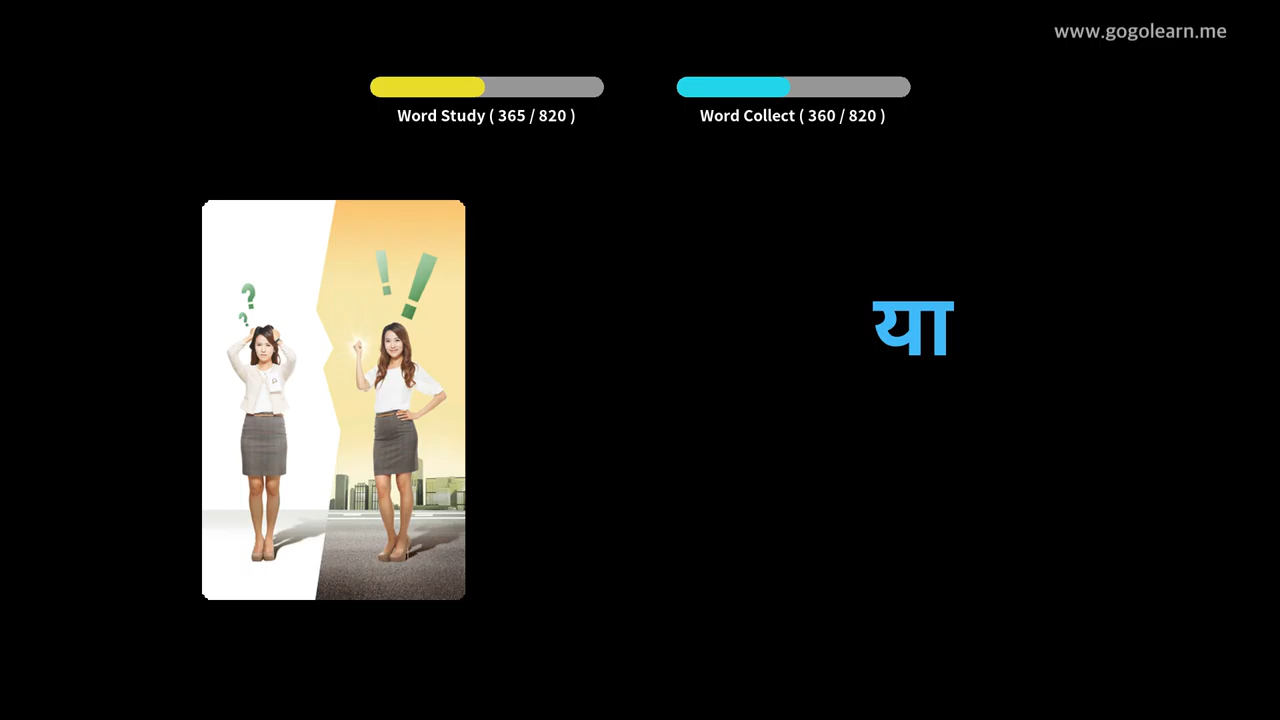 www.gogolearn.me
Word Study ( 365 / 820 )
Word Collect ( 360 / 820 )
? ?
! !
या